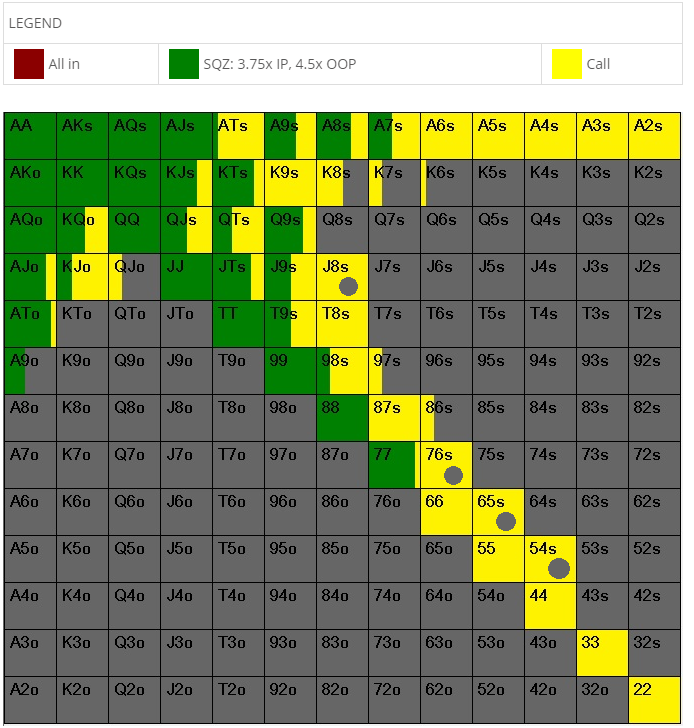 LEGEND
All in SQZ: 3.75x IP, 4.5x OOP Call
AA AKs AQs AJs ATs A9s A8s A7s A6s A5s A4s A3s A2s
AKo KK KQs KJs KTs K9s K8s K7s K6s K5s K4s K3s K2s
AQo KQo QQ QJs QTs Q9s Q8s Q7s Q6s Q5s Q4s Q3s Q2s
AJo KJo QJo JJ JTs J9s J8s J7s J6s J5s J4s J3s J2s
ATo KTo QTo JTo TT T9s T8s T7s T6s T5s T4s T3s T2s
A9o K9o Q9o J9o T9o 99 98s 97s 96s 95s 94s 93s 92s
A8o K8o Q8o J8o T8o 98o 88 87s 86s 85s 84s 83s 82s
A7o K7o Q7o J7o T7o 97o 87o 77 76s 75s 74s 73s 72s
A6o K6o Q6o J6o T6o 96o 86o 76o 66 65s 64s 63s 62s
A5o K5o Q5o J5o T5o 95o 85o 75o 65o 55 54s 53s 52s
A4o K4o Q4o J4o T4o 94o 84o 74o 64o 54o 44 43s 42s
A3o K3o Q3o J3o T3o 93o 83o 73o 63o 53o 43o 33 32s
A2o K2o Q2o J2o T2o 92o 82o 72o 62o 52o 42o 32o 22